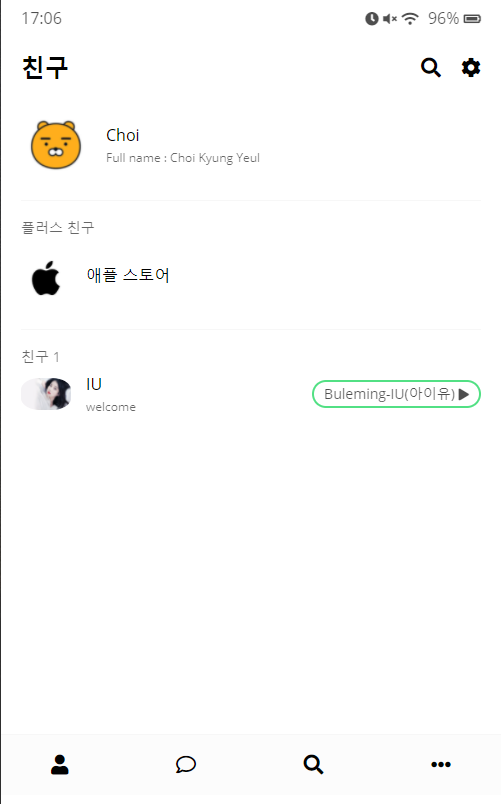 17:06
96%
친구
Choi
Full name : Choi Kyung Yeul
플러스 친구
애플 스토어
친구 1
IU
welcome
Buleming-IU(아이유)